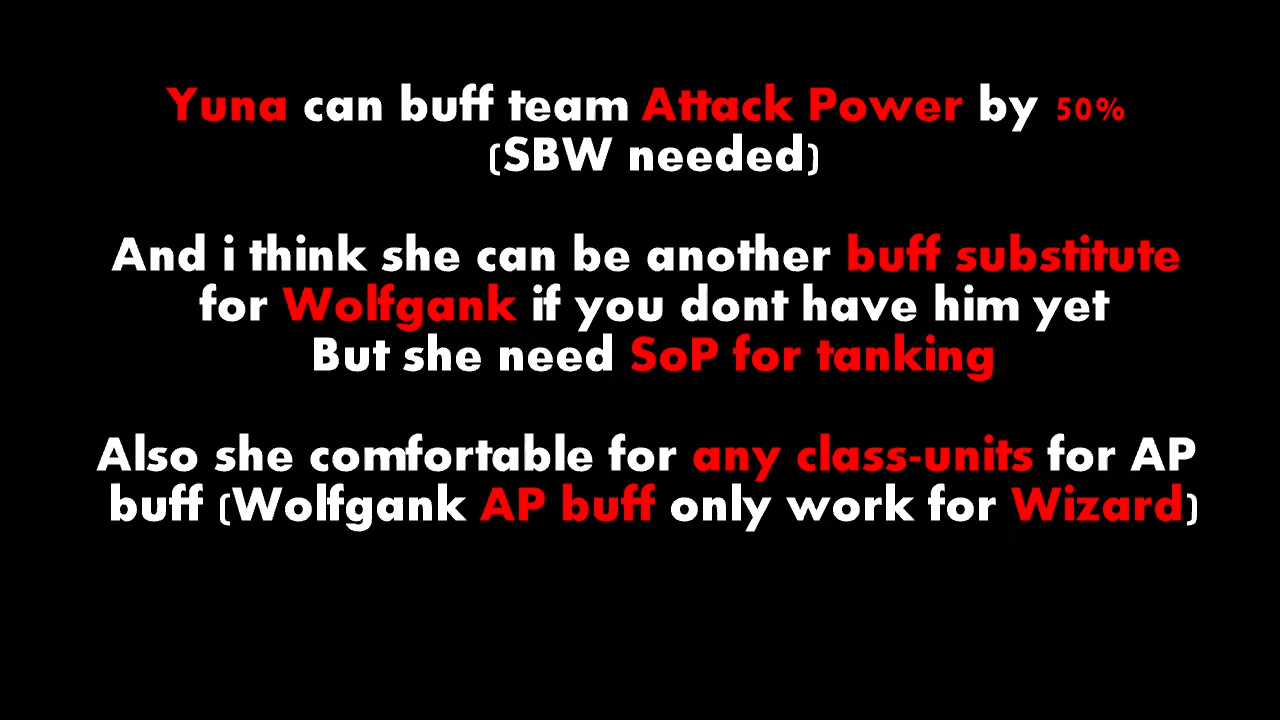 Yuna can buff team Attack Power by 50%
(SBW needed)
And i think she can be another buff substitute
for Wolfgank if you dont have him yet
But she need SoP for tanking
Also she comfortable for any class-units for AP
buff (Wolfgank AP buff only work for Wizard)